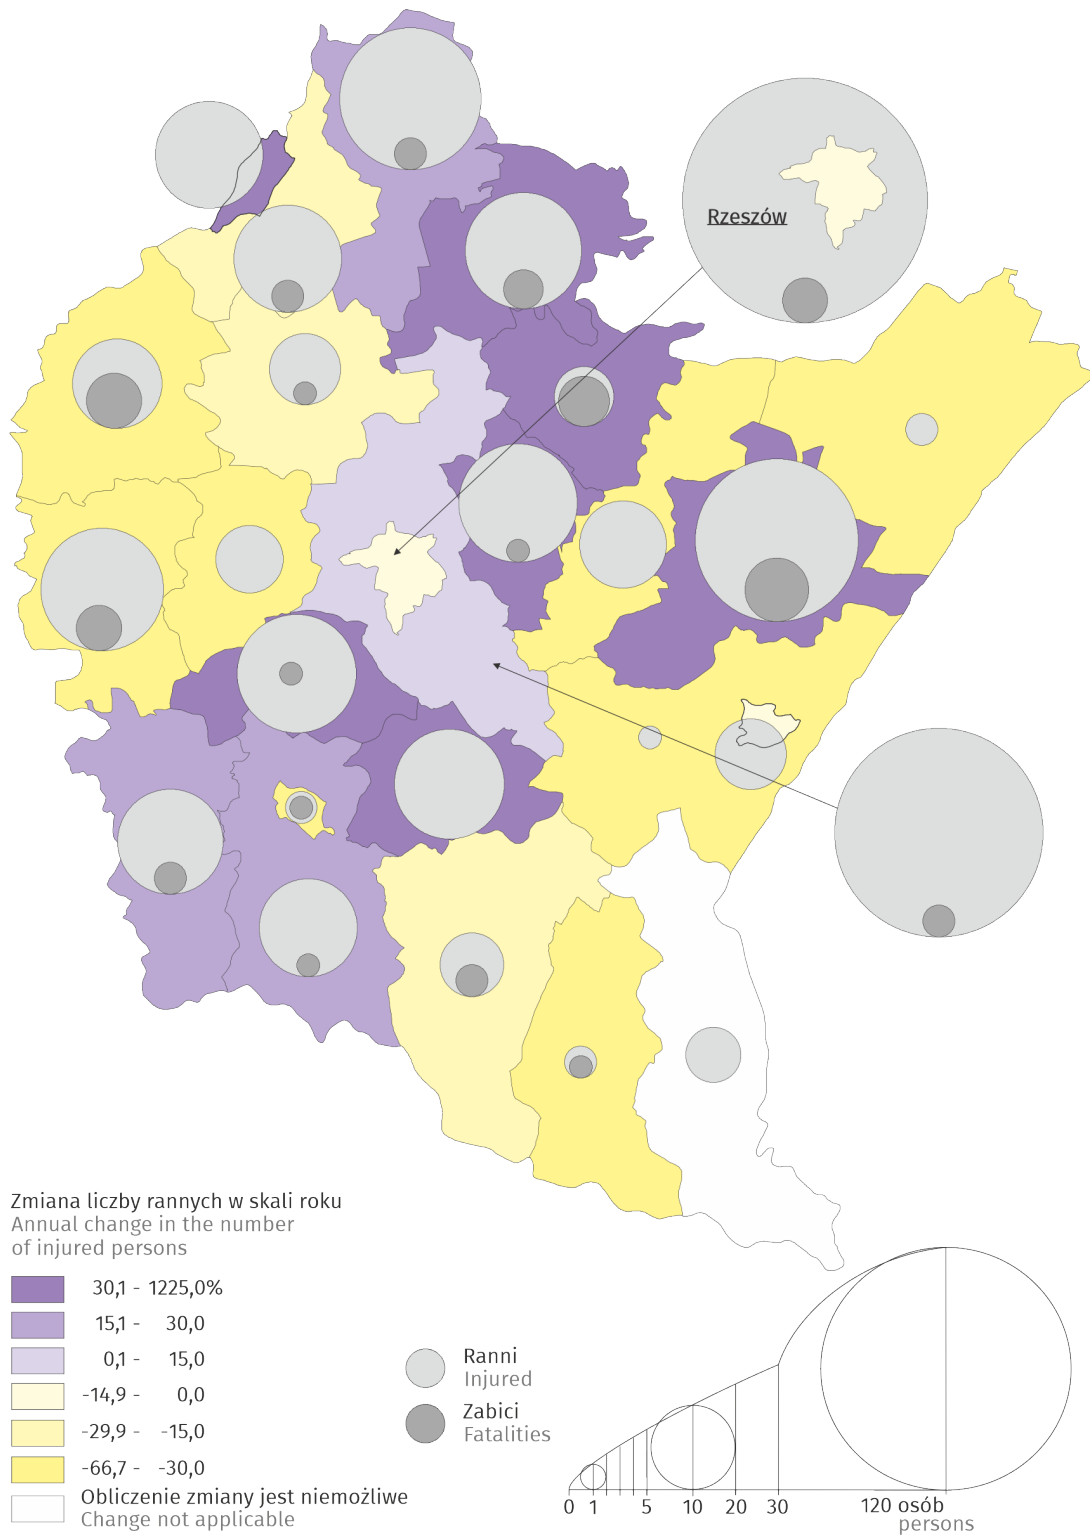 Rzeszów
Zmiana liczby rannych w skali roku
Annual change in the number
of injured persons
30,1 - 1225,0%
15,1 - 30,0
0,1 - 15,0
-14,9 - 0,0
-29,9 - -15,0
-66,7 - -30,0
Obliczenie zmiany jest niemożliwe
Change not applicable
Ranni
Injured
Zabici
Fatalities
0 1 5 10 20 30 120 osób
persons